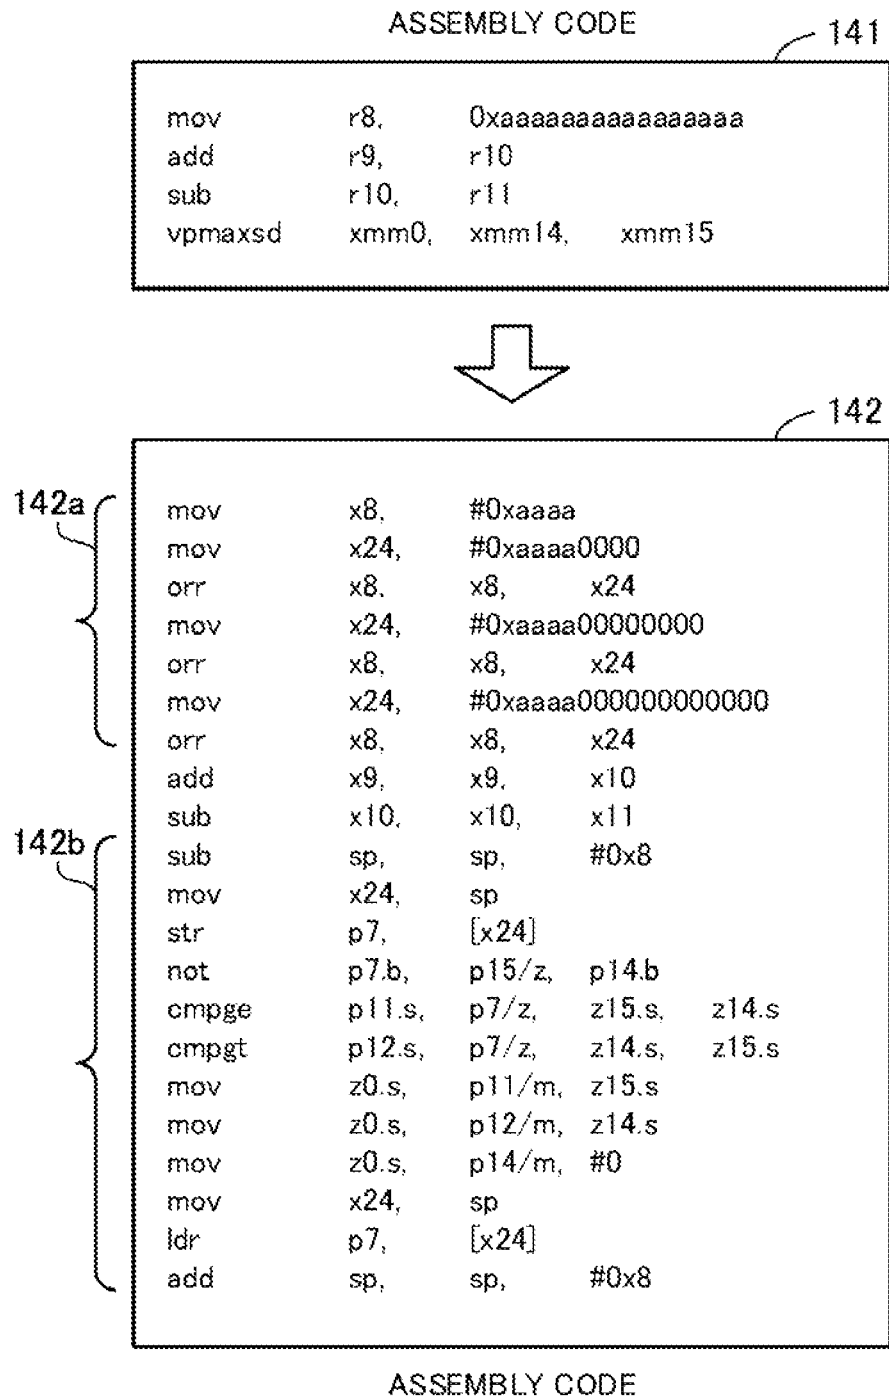 ASSEMBLY CODE
141
mov r8, 0xaaaaaaaaaaaaaaaa
add r9, r10
sub r10, r11
vpmaxsd xmm0, xmm14, xmm15
142
142a
mov x8, #0xaaaa
mov x24, #0xaaaa0000
orr x8, x8, x24
mov x24, #0xaaaa00000000
orr x8, x8, x24
mov x24, #0xaaaa000000000000
orr x8, x8, x24
add x9, x9, x10
sub x10, x10, x11
142b
sub sp, sp, #0x8
mov x24, sp
str p7, [x24]
not p7.b, p15/z, p14.b
cmpge p11.s, p7/z, z15.s, z14.s
cmpgt p12.s, p7/z, z14.s, z15.s
mov z0.s, p11/m, z15.s
mov z0.s, p12/m, z14.s
mov z0.s, p14/m, #0
mov x24, sp
ldr p7, [x24]
add sp, sp, #0x8
ASSEMBLY CODE